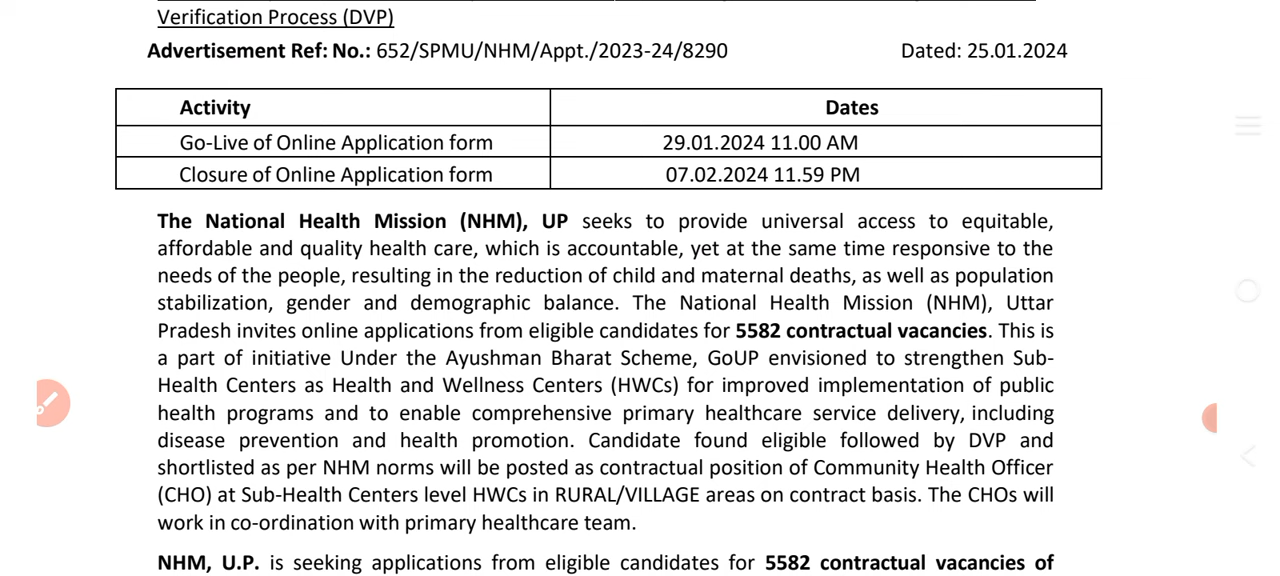 Verification Process (DVP)
Advertisement Ref: No.: 652/SPMU/NHM/Appt./2023-24/8290 Dated: 25.01.2024
Activity Dates
Go-Live of Online Application form 29.01.2024 11.00 AM
Closure of Online Application form 07.02.2024 11.59 PM
The National Health Mission (NHM), UP seeks to provide universal access to equitable,
affordable and quality health care, which is accountable, yet at the same time responsive to the
needs of the people, resulting in the reduction of child and maternal deaths, as well as population
stabilization, gender and demographic balance. The National Health Mission (NHM), Uttar
Pradesh invites online applications from eligible candidates for 5582 contractual vacancies. This is
a part of initiative Under the Ayushman Bharat Scheme, GoUP envisioned to strengthen Sub-
Health Centers as Health and Wellness Centers (HWCs) for improved implementation of public
health programs and to enable comprehensive primary healthcare service delivery, including
disease prevention and health promotion. Candidate found eligible followed by DVP and
shortlisted as per NHM norms will be posted as contractual position of Community Health Officer
(CHO) at Sub-Health Centers level HWCs in RURAL/VILLAGE areas on contract basis. The CHOs will
work in co-ordination with primary healthcare team.
NHM, U.P. is seeking applications from eligible candidates for 5582 contractual vacancies of